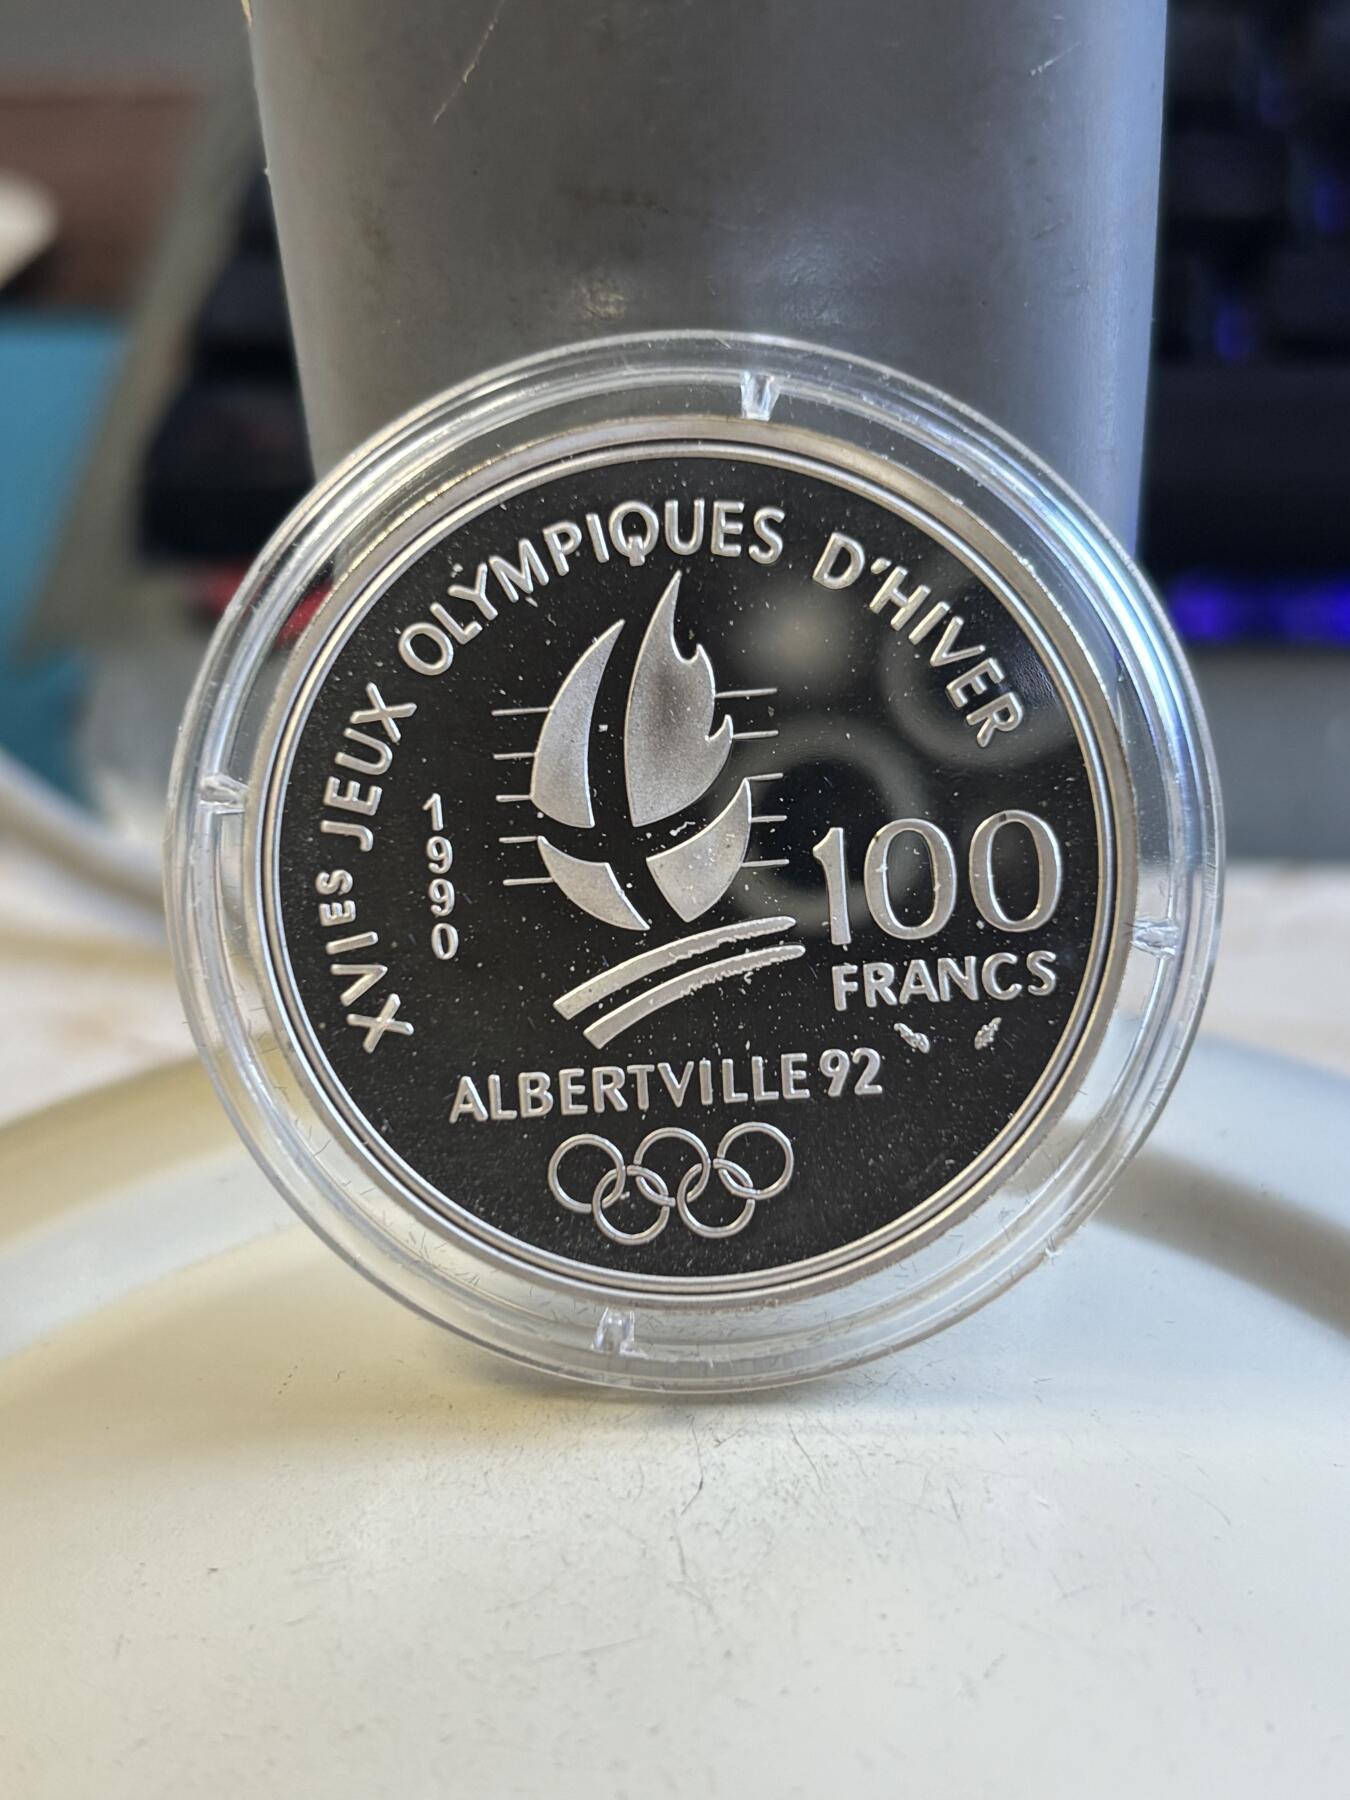 XVIES JEUX OLYMPIQUES D'HIVER
1990
100
FRANCS
ALBERTVILLE 92